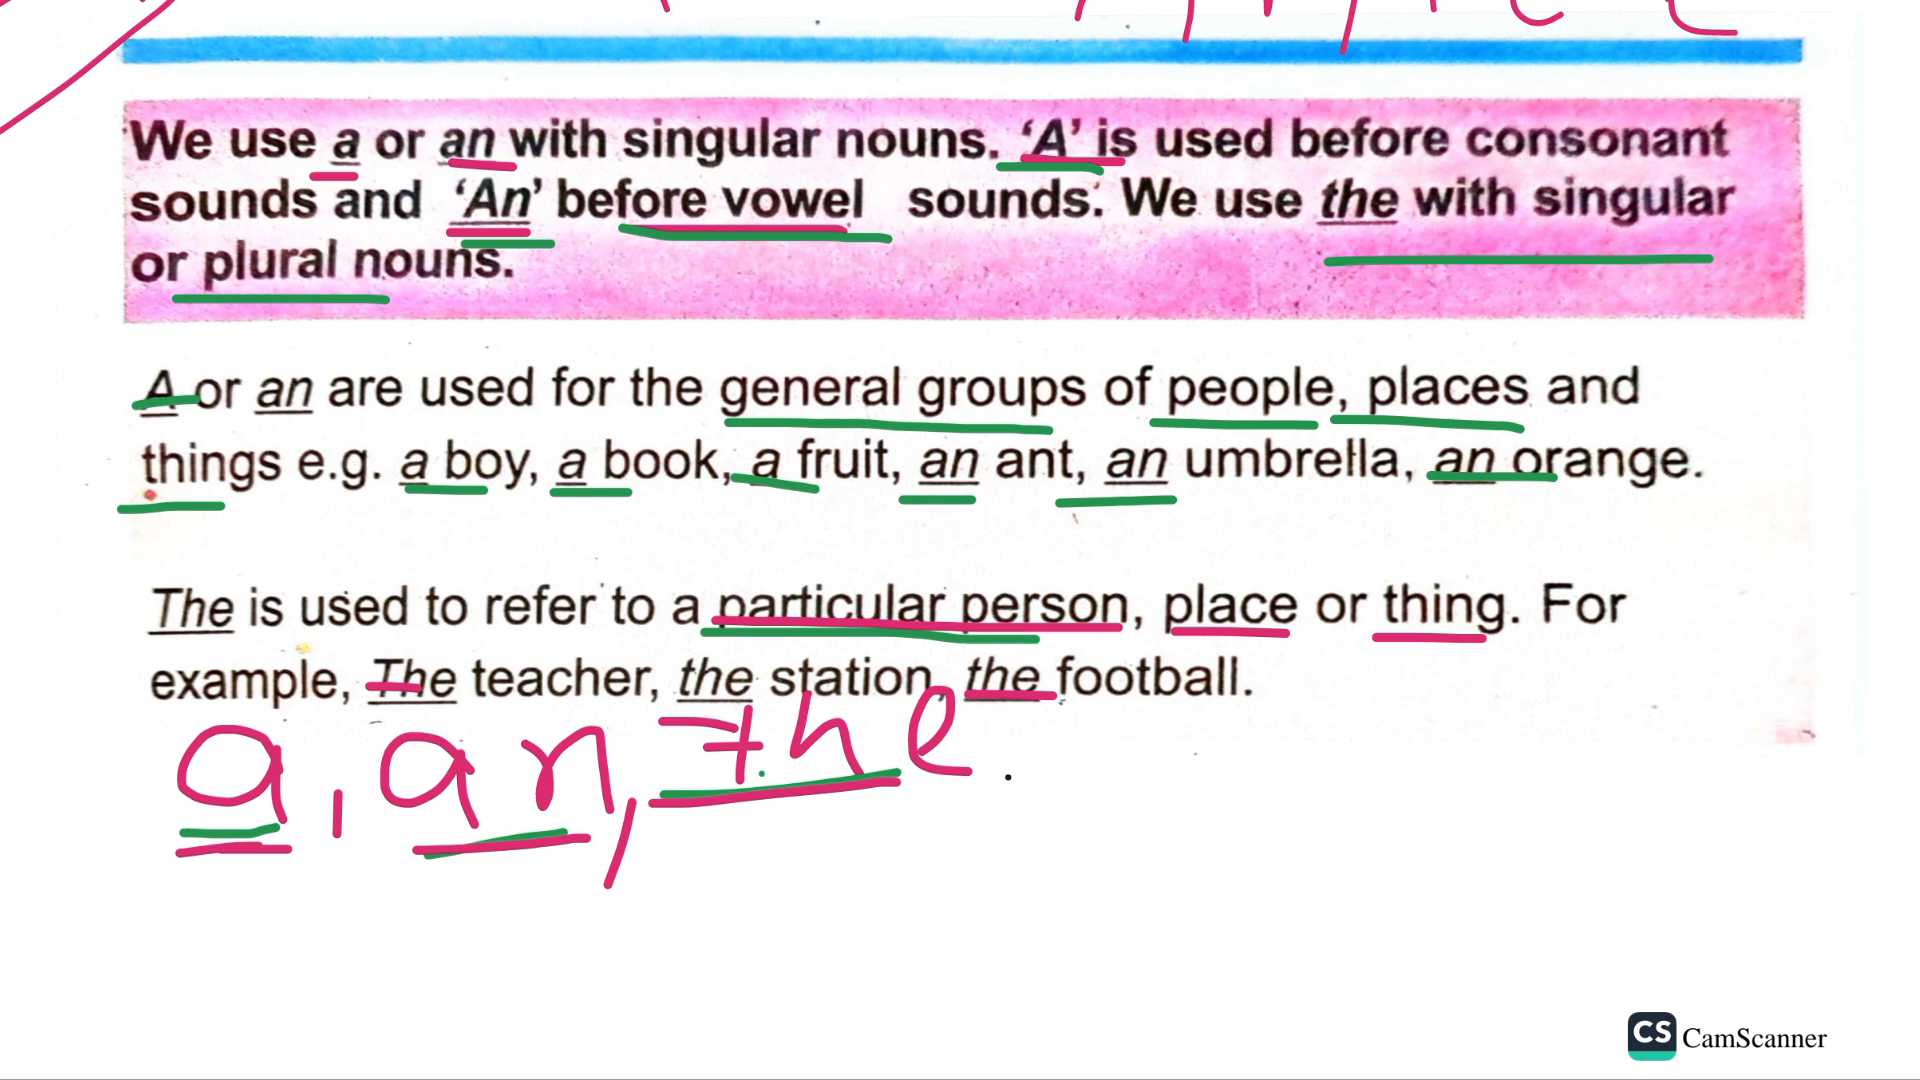 We use a or an with singular nouns. ‘A’ is used before consonant
sounds and ‘An’ before vowel sounds. We use the with singular
or plural nouns.
A or an are used for the general groups of people, places and
things e.g. a boy, a book, a fruit, an ant, an umbrella, an orange.
The is used to refer to a particular person, place or thing. For
example, The teacher, the station, the football.
a, an, the
CS CamScanner